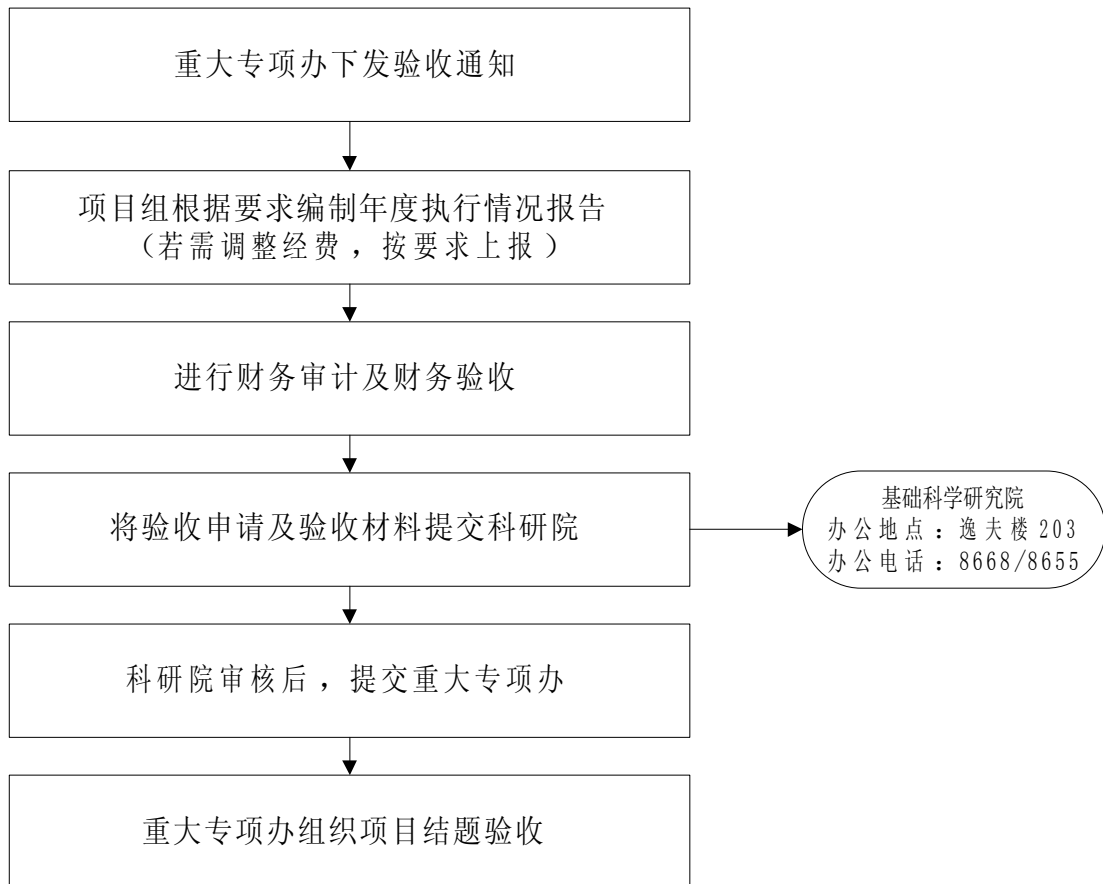 重大专项办下发验收通知
项目组根据要求编制年度执行情况报告
（若需调整经费，按要求上报）
进行财务审计及财务验收
将验收申请及验收材料提交科研院
基础科学研究院
办公地点：逸夫楼203
办公电话：8668/8655
科研院审核后，提交重大专项办
重大专项办组织项目结题验收